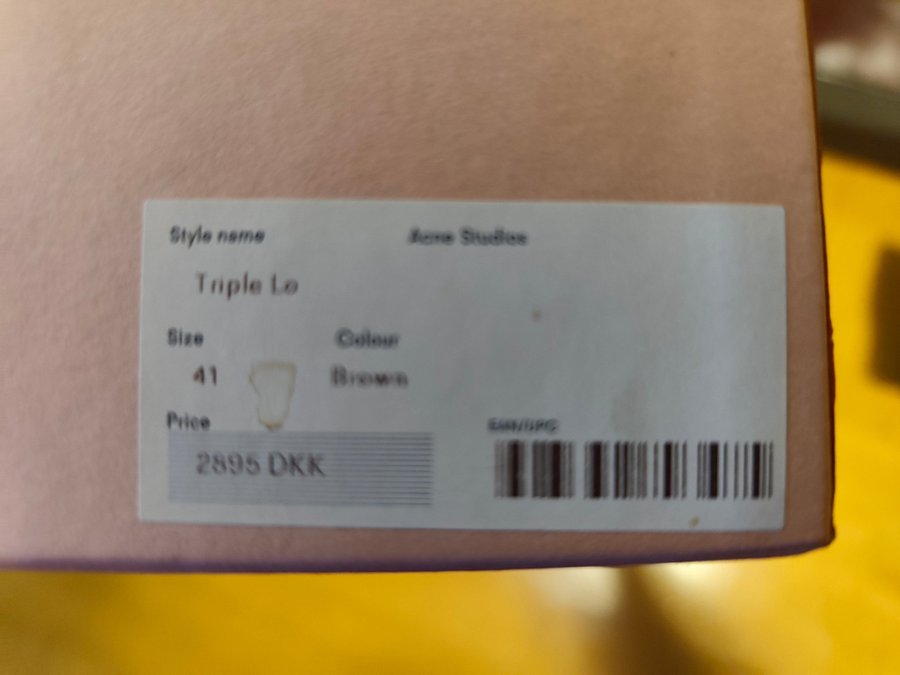 Style name Acne Studios
Triple Lo
Size Colour
41 Brown
Price
EAN/UPC
2895 DKK